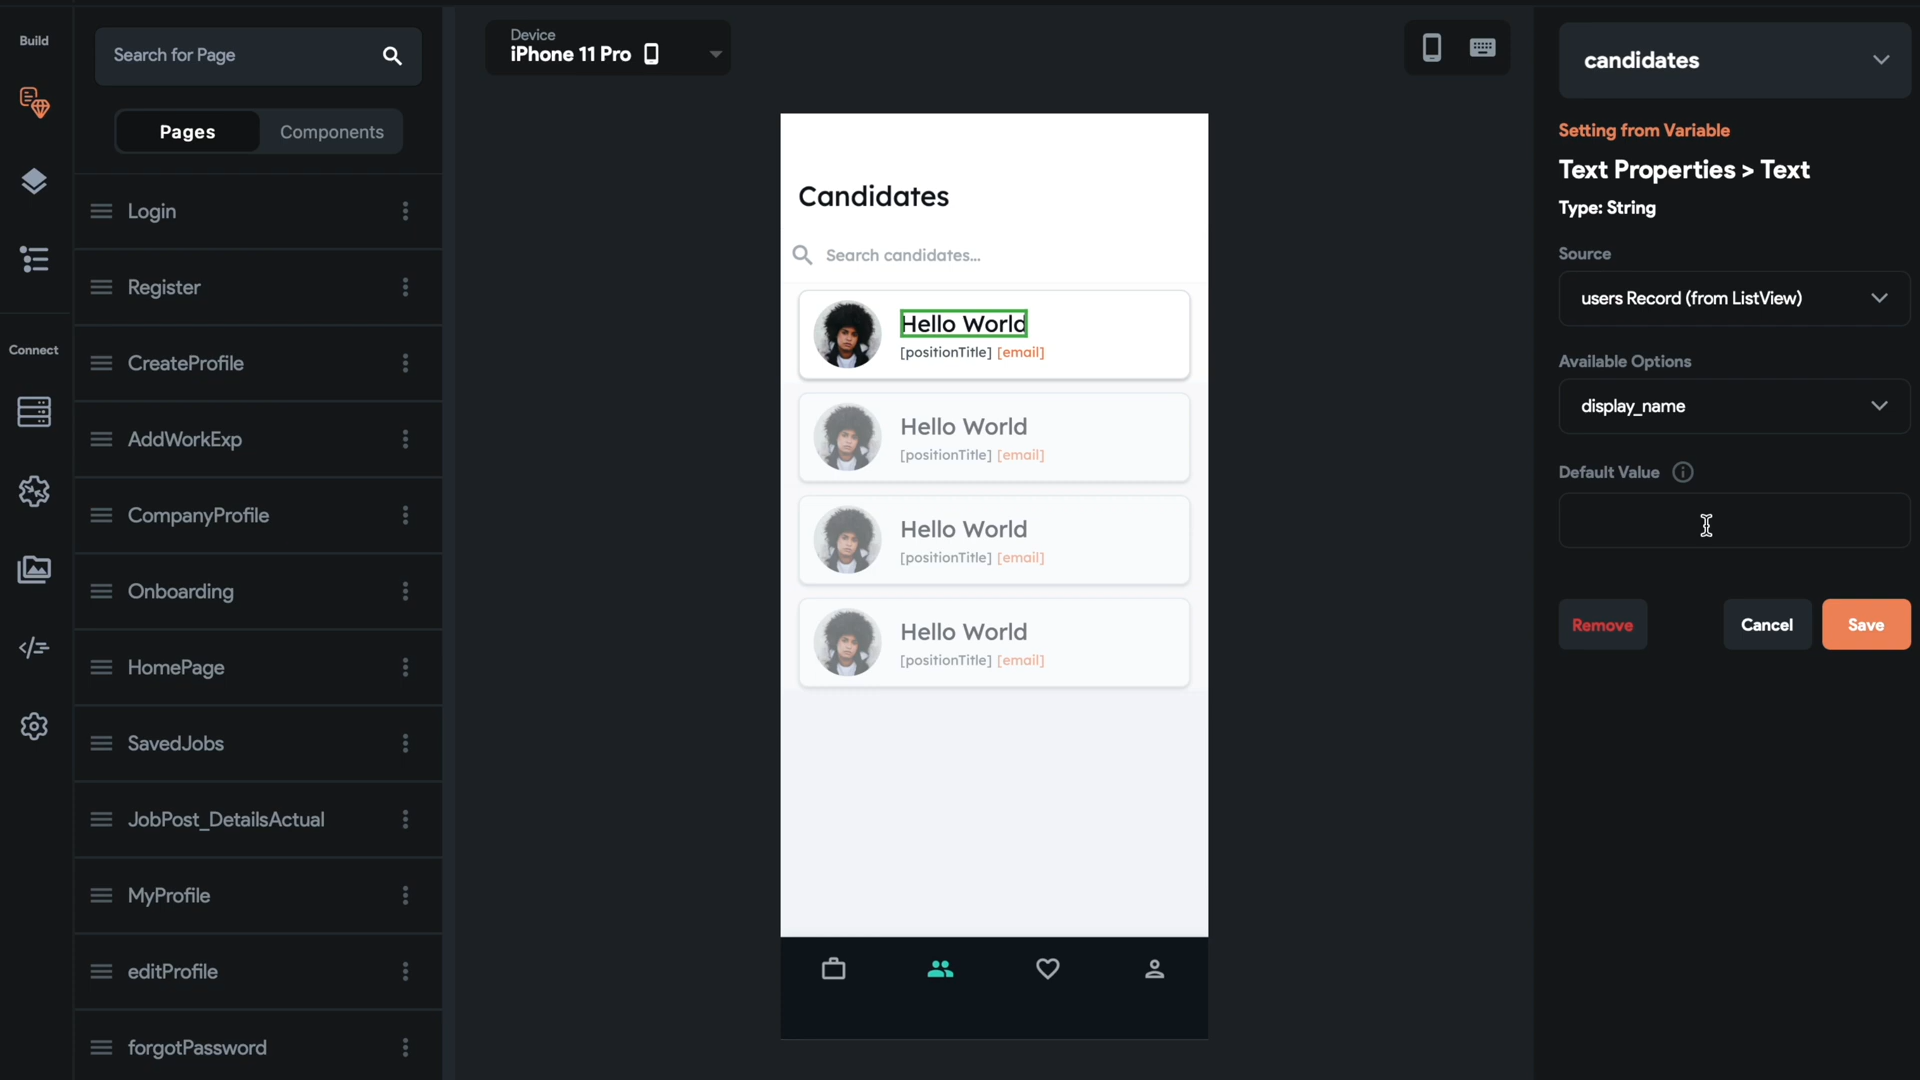 Build
Connect
Search for Page
Pages
Components
Login
Register
CreateProfile
AddWorkExp
CompanyProfile
Onboarding
HomePage
SavedJobs
JobPost_DetailsActual
MyProfile
editProfile
forgotPassword
Device
iPhone 11 Pro
Candidates
Search candidates...
Hello World
[positionTitle] [email]
Hello World
[positionTitle] [email]
Hello World
[positionTitle] [email]
Hello World
[positionTitle] [email]
candidates
Setting from Variable
Text Properties > Text
Type: String
Source
users Record (from ListView)
Available Options
display_name
Default Value
Remove
Cancel
Save